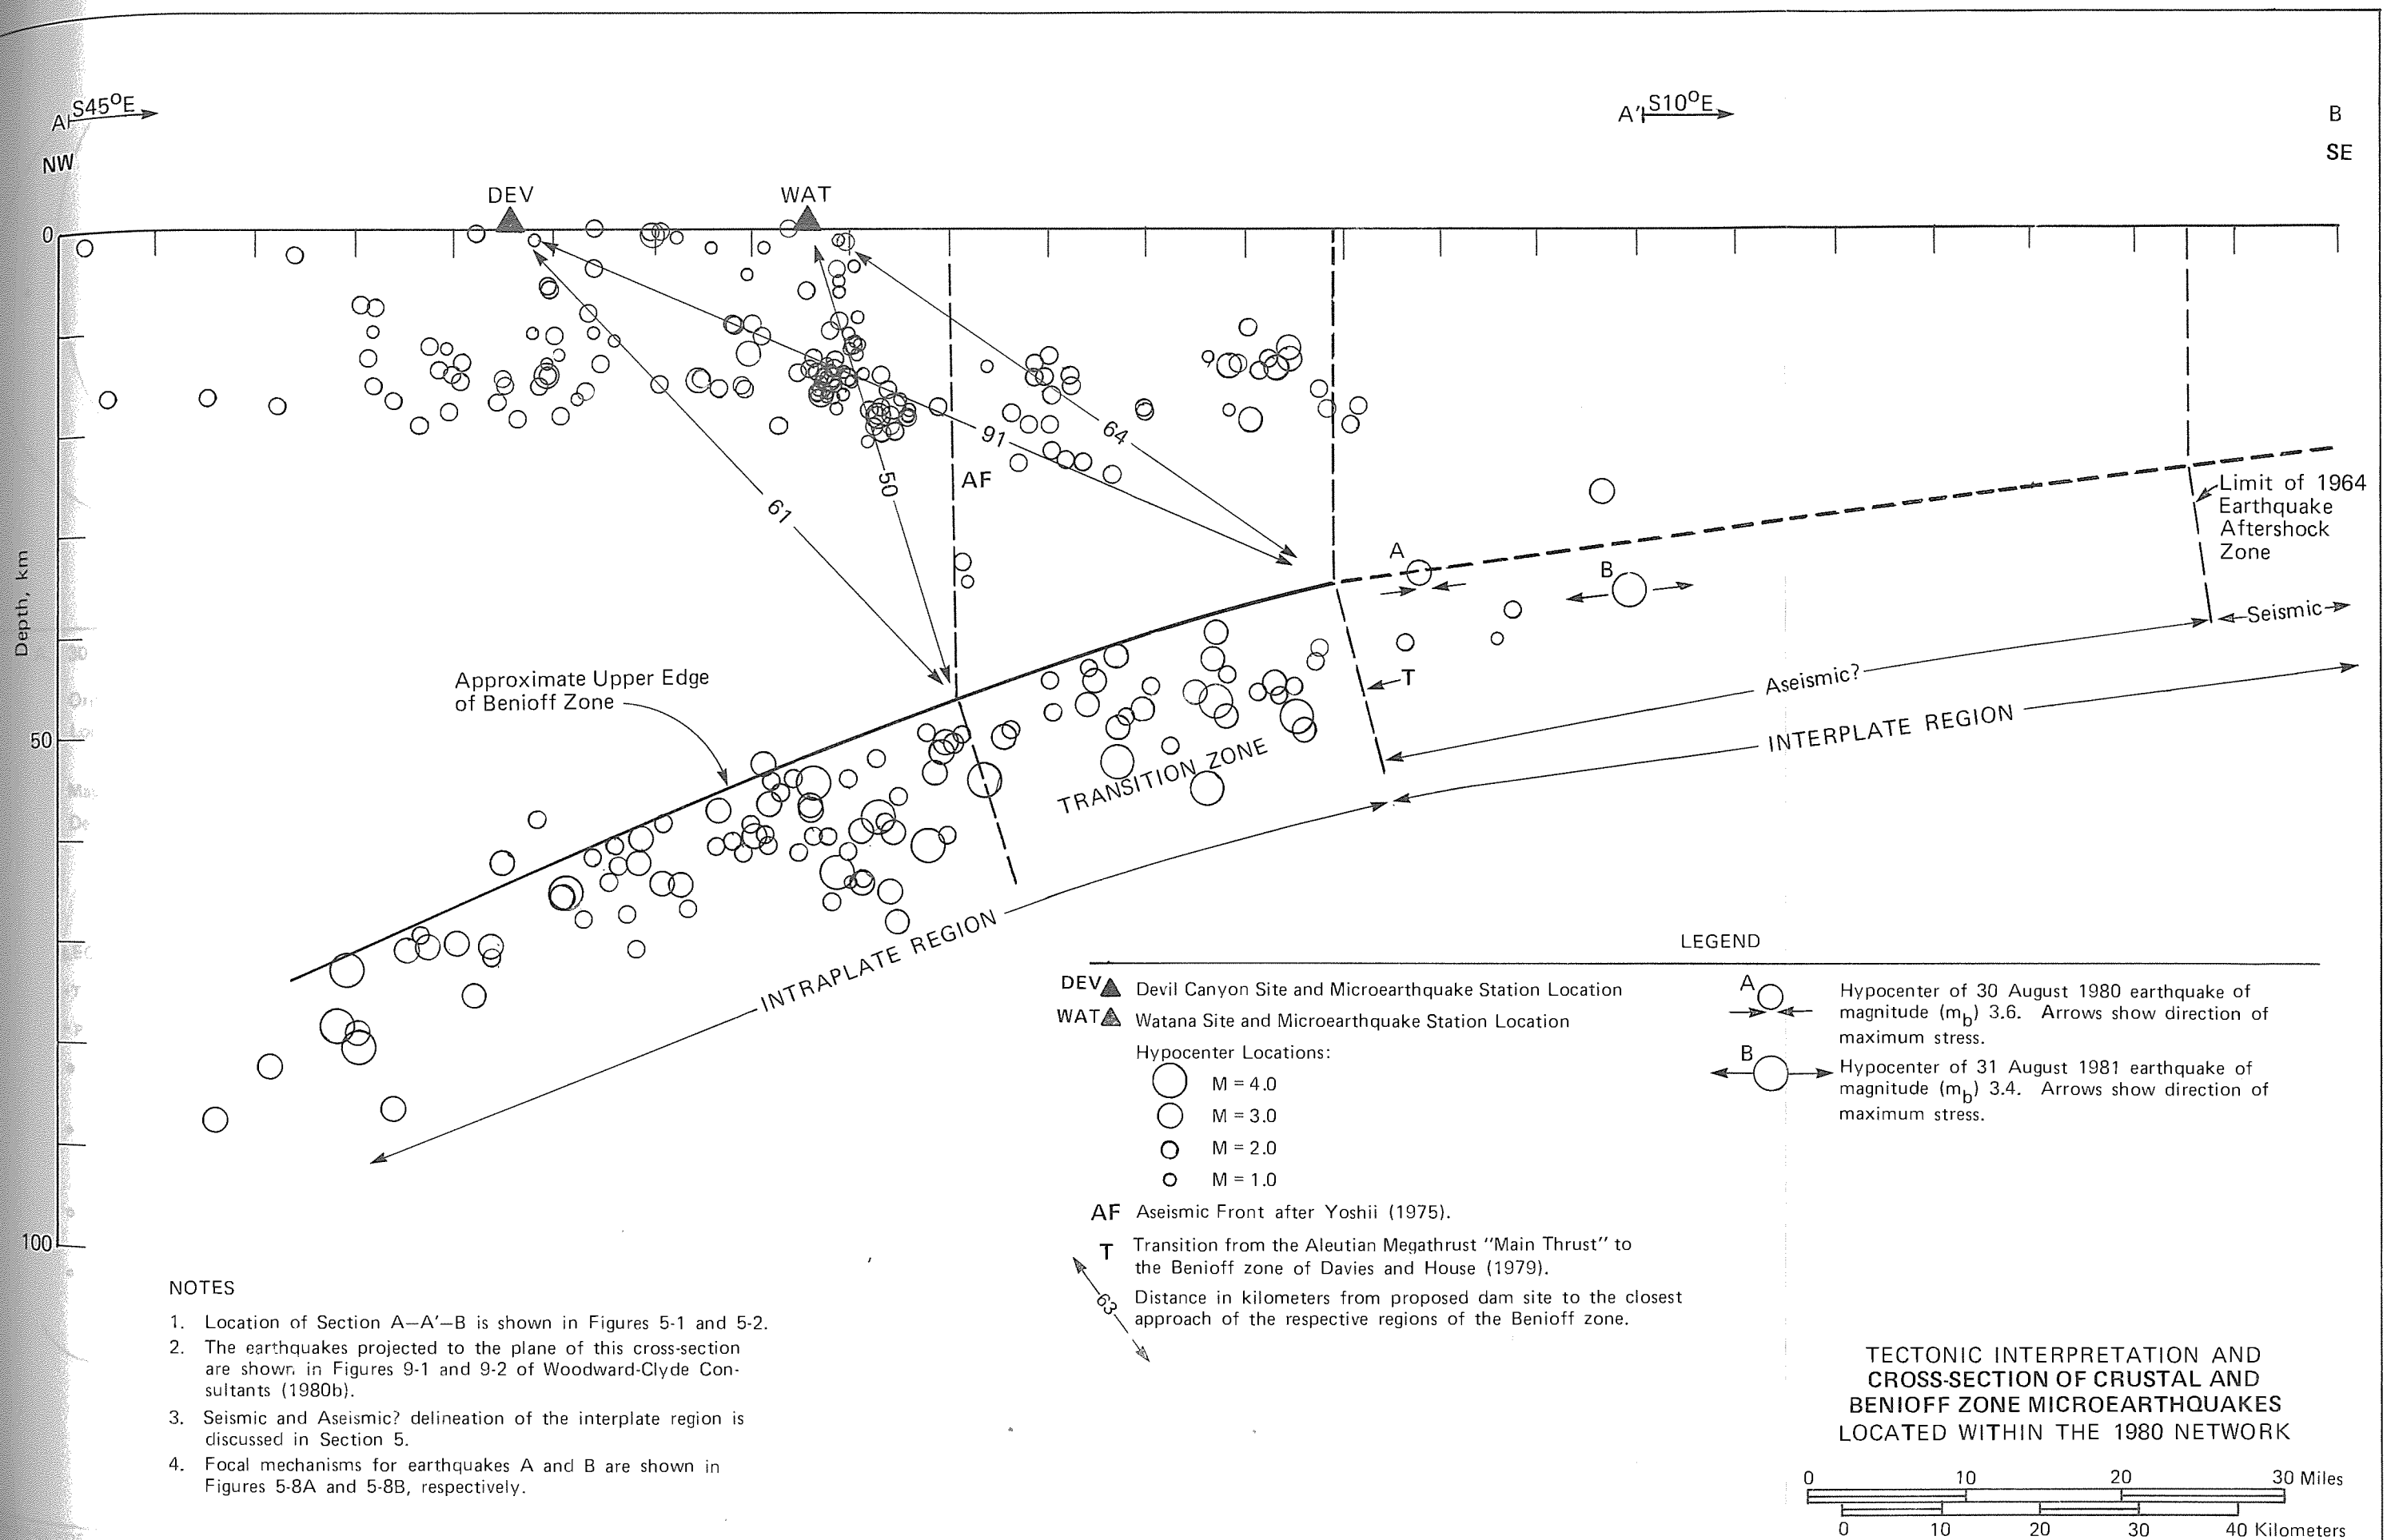 S45°E
A
NW
A' S10°E
B
SE
DEV
WAT
0
50
100
Depth, km
61
50
91
64
AF
A
B
T
Limit of 1964
Earthquake
Aftershock
Zone
Seismic
Aseismic?
INTERPLATE REGION
TRANSITION ZONE
INTRAPLATE REGION
Approximate Upper Edge
of Benioff Zone
LEGEND
DEV Devil Canyon Site and Microearthquake Station Location
WAT Watana Site and Microearthquake Station Location
Hypocenter Locations:
M = 4.0
M = 3.0
M = 2.0
M = 1.0
AF Aseismic Front after Yoshii (1975).
T Transition from the Aleutian Megathrust "Main Thrust" to
the Benioff zone of Davies and House (1979).
63 Distance in kilometers from proposed dam site to the closest
approach of the respective regions of the Benioff zone.
A Hypocenter of 30 August 1980 earthquake of
magnitude (mb) 3.6. Arrows show direction of
maximum stress.
B Hypocenter of 31 August 1981 earthquake of
magnitude (mb) 3.4. Arrows show direction of
maximum stress.
NOTES
1. Location of Section A–A'–B is shown in Figures 5-1 and 5-2.
2. The earthquakes projected to the plane of this cross-section
are shown in Figures 9-1 and 9-2 of Woodward-Clyde Con-
sultants (1980b).
3. Seismic and Aseismic? delineation of the interplate region is
discussed in Section 5.
4. Focal mechanisms for earthquakes A and B are shown in
Figures 5-8A and 5-8B, respectively.
TECTONIC INTERPRETATION AND
CROSS-SECTION OF CRUSTAL AND
BENIOFF ZONE MICROEARTHQUAKES
LOCATED WITHIN THE 1980 NETWORK
0 10 20 30 Miles
0 10 20 30 40 Kilometers